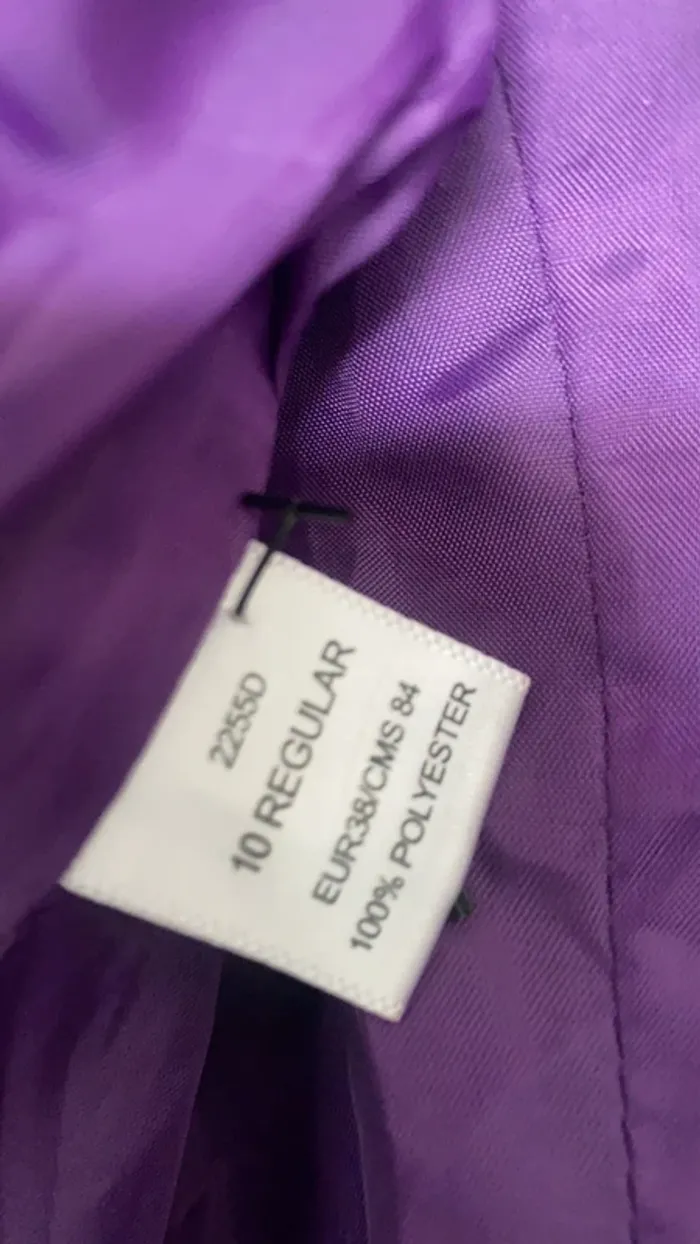 2255D
10 REGULAR
EUR38/CMS 84
100% POLYESTER